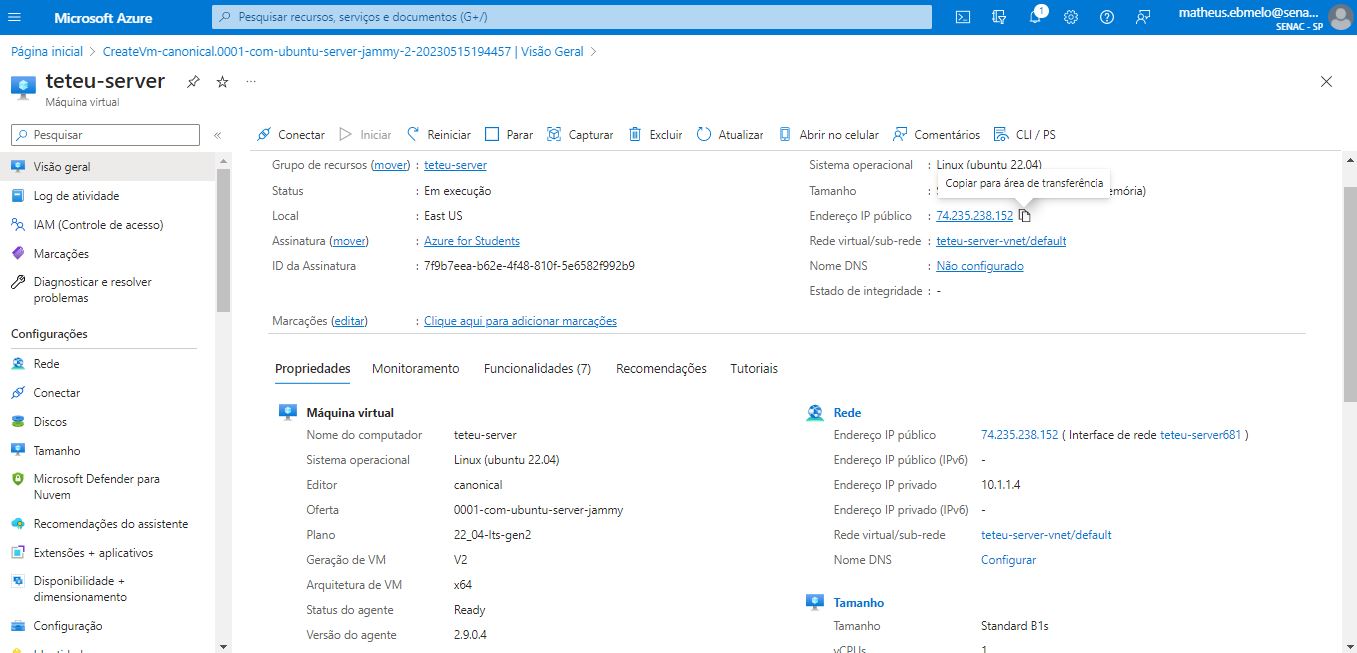 Microsoft Azure
Pesquisar recursos, serviços e documentos (G+/)
1
matheus.ebmelo@sena...
SENAC - SP
Página inicial > CreateVm-canonical.0001-com-ubuntu-server-jammy-2-20230515194457 | Visão Geral >
teteu-server
...
Máquina virtual
Pesquisar
«
Conectar Iniciar Reiniciar Parar Capturar Excluir Atualizar Abrir no celular Comentários CLI / PS
Visão geral
Log de atividade
IAM (Controle de acesso)
Marcações
Diagnosticar e resolver
problemas
Configurações
Rede
Conectar
Discos
Tamanho
Microsoft Defender para
Nuvem
Recomendações do assistente
Extensões + aplicativos
Disponibilidade +
dimensionamento
Configuração
Grupo de recursos (mover) : teteu-server
Status : Em execução
Local : East US
Assinatura (mover) : Azure for Students
ID da Assinatura : 7f9b7eea-b62e-4f48-810f-5e6582f992b9
Sistema operacional : Linux (ubuntu 22.04)
Copiar para área de transferência
Tamanho :
Endereço IP público : 74.235.238.152
Rede virtual/sub-rede : teteu-server-vnet/default
Nome DNS : Não configurado
Estado de integridade : -
Marcações (editar) : Clique aqui para adicionar marcações
Propriedades Monitoramento Funcionalidades (7) Recomendações Tutoriais
Máquina virtual
Nome do computador teteu-server
Sistema operacional Linux (ubuntu 22.04)
Editor canonical
Oferta 0001-com-ubuntu-server-jammy
Plano 22_04-lts-gen2
Geração de VM V2
Arquitetura de VM x64
Status do agente Ready
Versão do agente 2.9.0.4
Rede
Endereço IP público 74.235.238.152 ( Interface de rede teteu-server681 )
Endereço IP público (IPv6) -
Endereço IP privado 10.1.1.4
Endereço IP privado (IPv6) -
Rede virtual/sub-rede teteu-server-vnet/default
Nome DNS Configurar
Tamanho
Tamanho Standard B1s
vCPUs 1